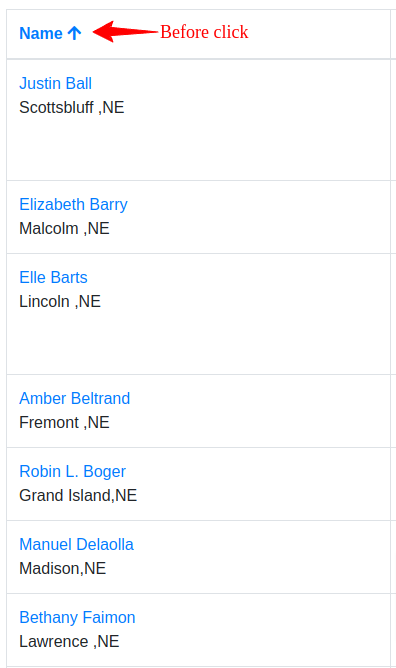 Name Before click
Justin Ball
Scottsbluff ,NE
Elizabeth Barry
Malcolm ,NE
Elle Barts
Lincoln ,NE
Amber Beltrand
Fremont ,NE
Robin L. Boger
Grand Island,NE
Manuel Delaolla
Madison,NE
Bethany Faimon
Lawrence ,NE